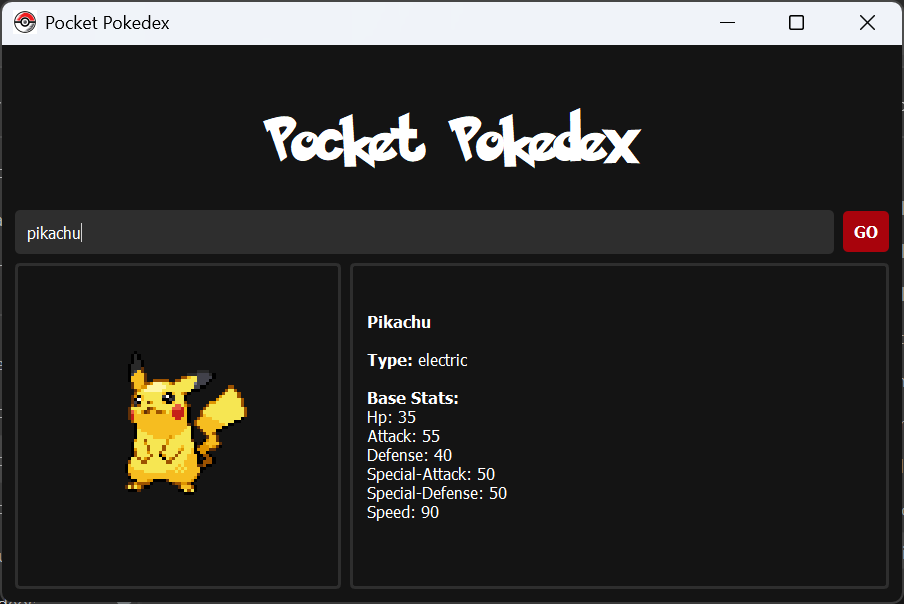 Pocket Pokedex
Pocket Pokedex
pikachu
GO
Pikachu
Type: electric
Base Stats:
Hp: 35
Attack: 55
Defense: 40
Special-Attack: 50
Special-Defense: 50
Speed: 90